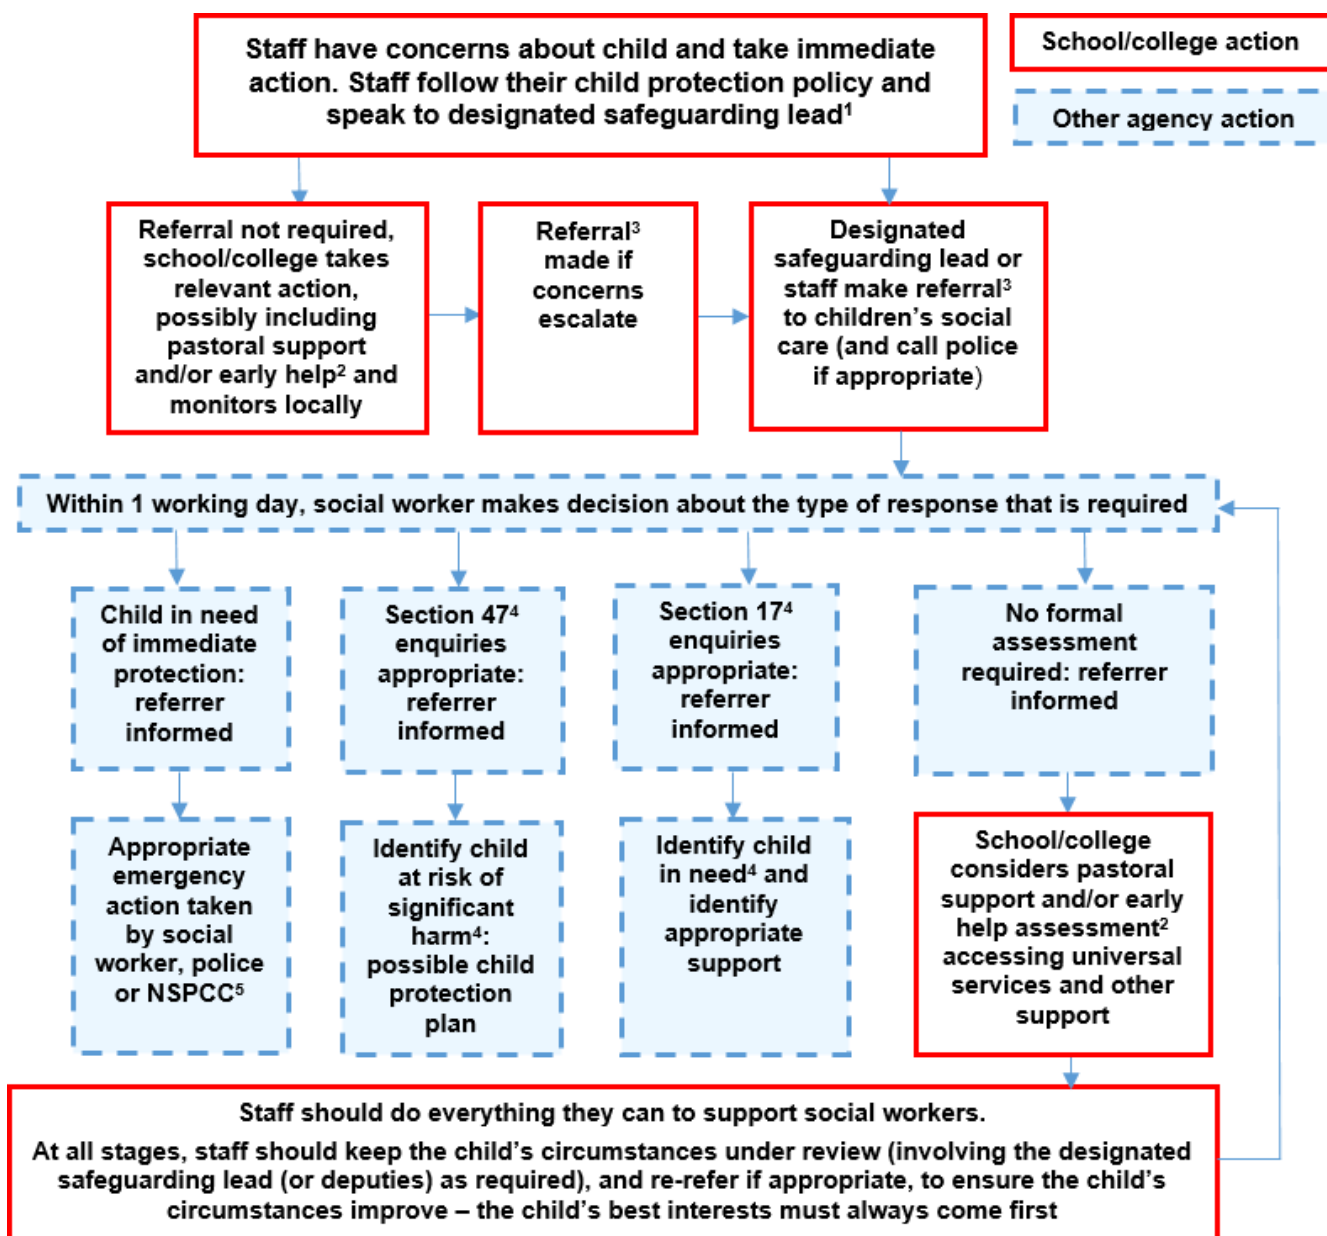 Staff have concerns about child and take immediate
action. Staff follow their child protection policy and
speak to designated safeguarding lead¹
School/college action
Other agency action
Referral not required,
school/college takes
relevant action,
possibly including
pastoral support
and/or early help² and
monitors locally
Referral³
made if
concerns
escalate
Designated
safeguarding lead or
staff make referral³
to children’s social
care (and call police
if appropriate)
Within 1 working day, social worker makes decision about the type of response that is required
Child in need
of immediate
protection:
referrer
informed
Section 47⁴
enquiries
appropriate:
referrer
informed
Section 17⁴
enquiries
appropriate:
referrer
informed
No formal
assessment
required: referrer
informed
Appropriate
emergency
action taken
by social
worker, police
or NSPCC⁵
Identify child
at risk of
significant
harm⁴:
possible child
protection
plan
Identify child
in need⁴ and
identify
appropriate
support
School/college
considers pastoral
support and/or early
help assessment²
accessing universal
services and other
support
Staff should do everything they can to support social workers.
At all stages, staff should keep the child’s circumstances under review (involving the designated
safeguarding lead (or deputies) as required), and re-refer if appropriate, to ensure the child’s
circumstances improve – the child’s best interests must always come first